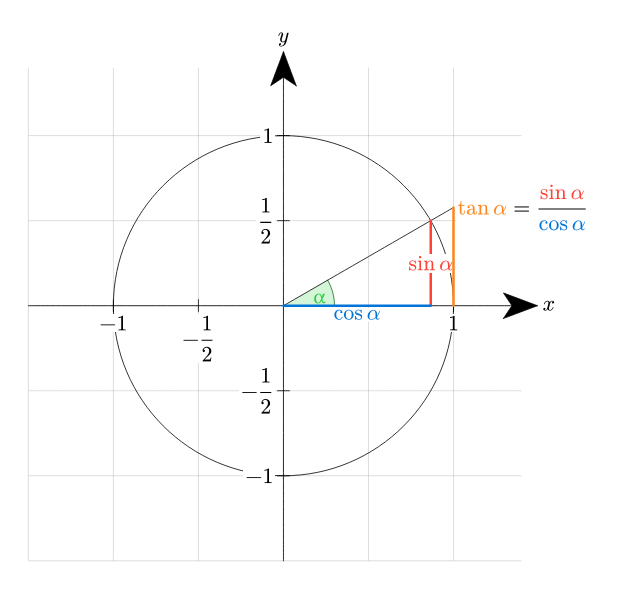 y
1
1/2
tan α = sin α / cos α
sin α
α
cos α
x
−1
−1/2
1
−1/2
−1